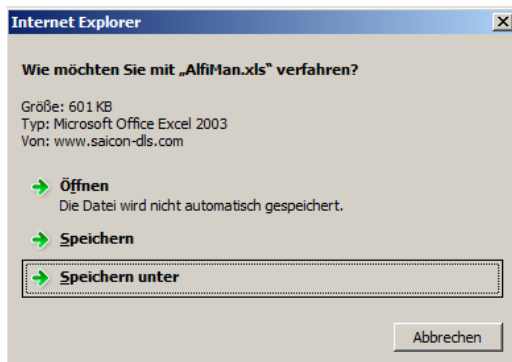 Internet Explorer
Wie möchten Sie mit „AlfiMan.xls“ verfahren?
Größe: 601 KB
Typ: Microsoft Office Excel 2003
Von: www.saicon-dls.com
Öffnen
Die Datei wird nicht automatisch gespeichert.
Speichern
Speichern unter
Abbrechen